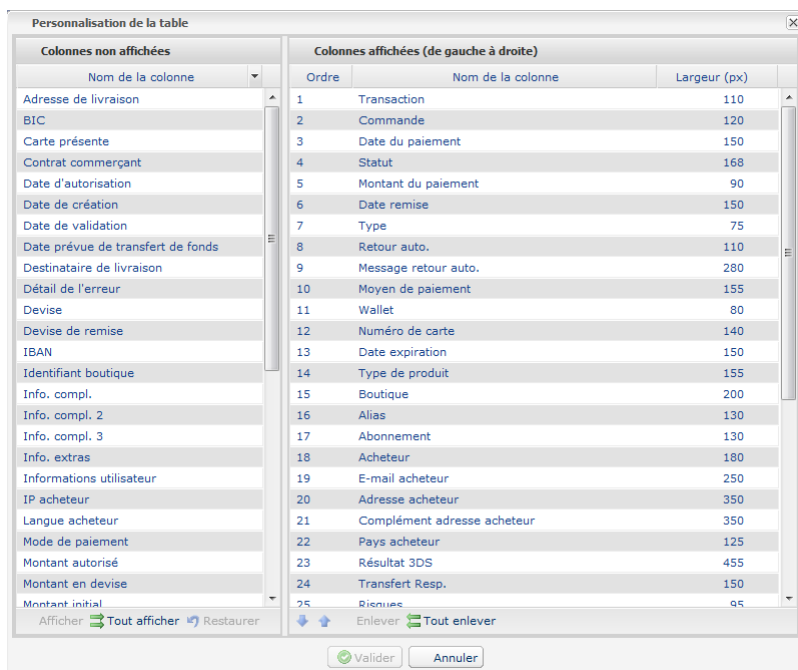 Personnalisation de la table
Colonnes non affichées
Nom de la colonne
Adresse de livraison
BIC
Carte présente
Contrat commerçant
Date d'autorisation
Date de création
Date de validation
Date prévue de transfert de fonds
Destinataire de livraison
Détail de l'erreur
Devise
Devise de remise
IBAN
Identifiant boutique
Info. compl.
Info. compl. 2
Info. compl. 3
Info. extras
Informations utilisateur
IP acheteur
Langue acheteur
Mode de paiement
Montant autorisé
Montant en devise
Montant initial
Afficher Tout afficher Restaurer
Colonnes affichées (de gauche à droite)
Ordre Nom de la colonne Largeur (px)
1 Transaction 110
2 Commande 120
3 Date du paiement 150
4 Statut 168
5 Montant du paiement 90
6 Date remise 150
7 Type 75
8 Retour auto. 110
9 Message retour auto. 280
10 Moyen de paiement 155
11 Wallet 80
12 Numéro de carte 140
13 Date expiration 150
14 Type de produit 155
15 Boutique 200
16 Alias 130
17 Abonnement 130
18 Acheteur 180
19 E-mail acheteur 250
20 Adresse acheteur 350
21 Complément adresse acheteur 350
22 Pays acheteur 125
23 Résultat 3DS 455
24 Transfert Resp. 150
25 Risques 95
Enlever Tout enlever
Valider Annuler